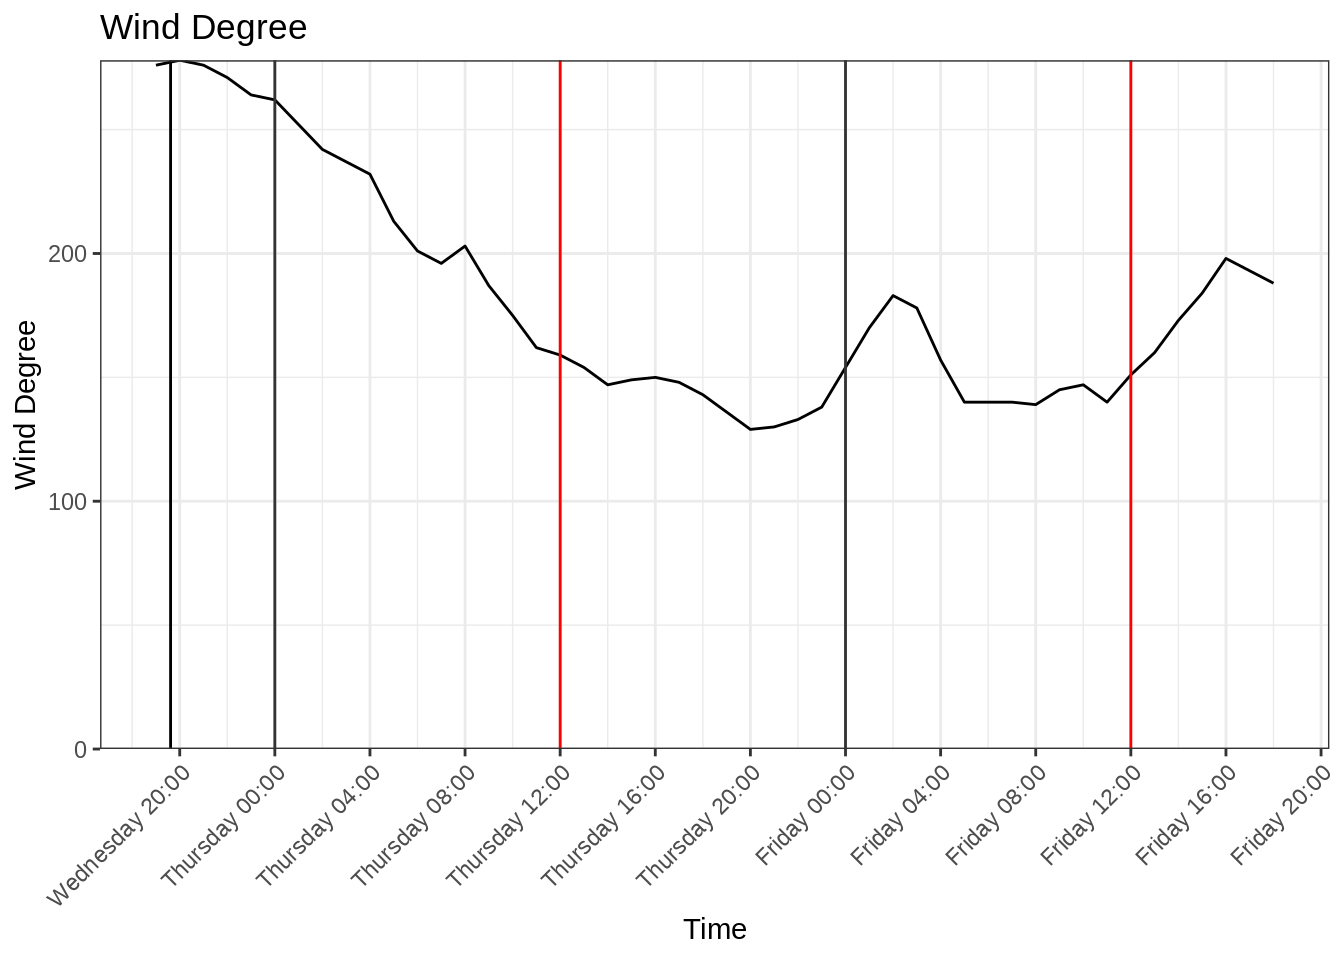 Wind Degree
Wind Degree
200
100
0
Wednesday 20:00
Thursday 00:00
Thursday 04:00
Thursday 08:00
Thursday 12:00
Thursday 16:00
Thursday 20:00
Friday 00:00
Friday 04:00
Friday 08:00
Friday 12:00
Friday 16:00
Friday 20:00
Time